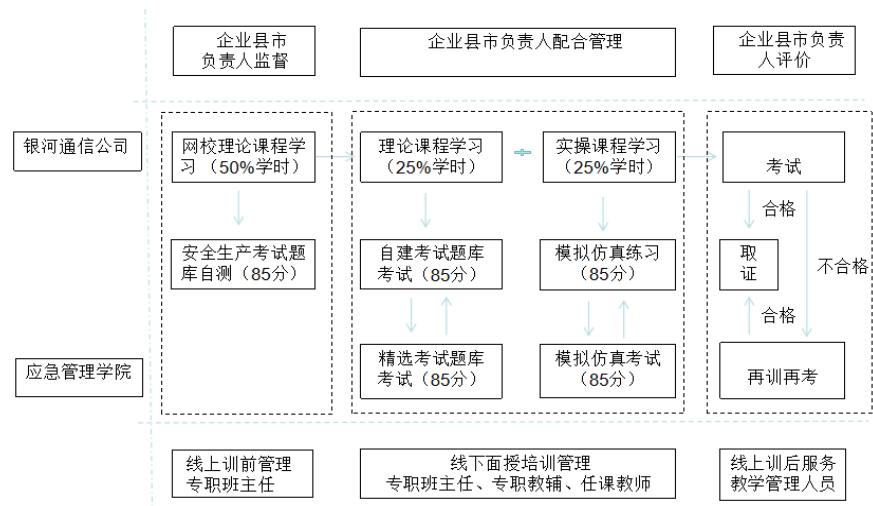 企业县市
负责人监督
企业县市负责人配合管理
企业县市负责
人评价
银河通信公司
网校理论课程学
习（50%学时）
理论课程学习
（25%学时）
实操课程学习
（25%学时）
考试
合格
安全生产考试题
库自测（85分）
自建考试题库
考试（85分）
模拟仿真练习
（85分）
取
证
不合格
合格
应急管理学院
精选考试题库
考试（85分）
模拟仿真考试
（85分）
再训再考
线上训前管理
专职班主任
线下面授培训管理
专职班主任、专职教辅、任课教师
线上训后服务
教学管理人员